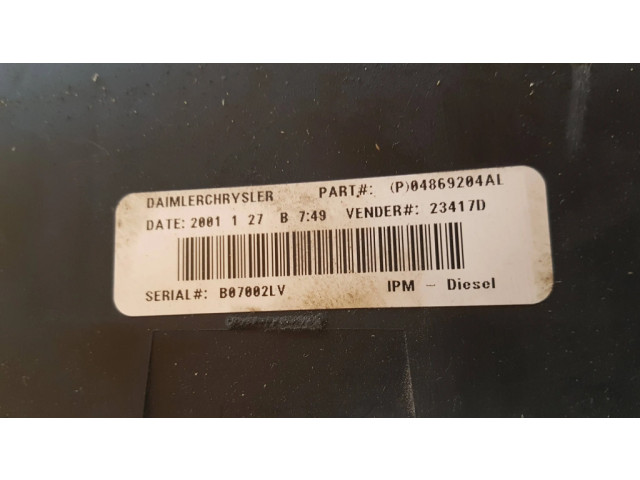 DAIMLERCHRYSLER PART#: (P)04869204AL
DATE: 2001 1 27 B 7:49 VENDER#: 23417D
SERIAL#: B07002LV IPM - Diesel